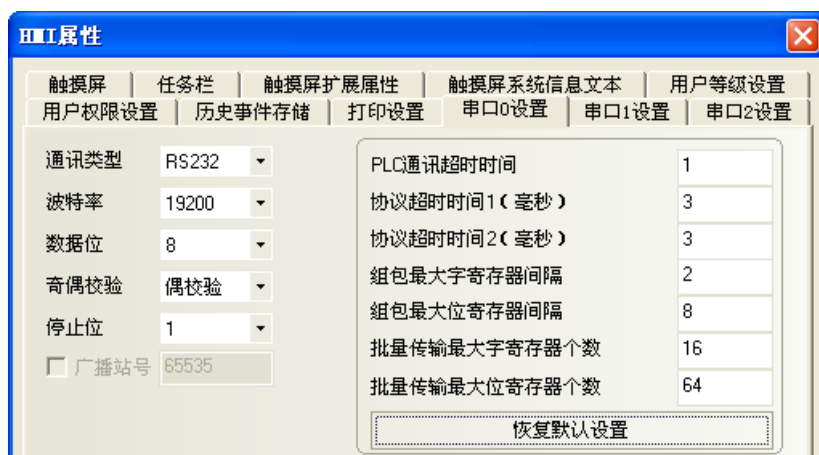 HMI属性
触摸屏 任务栏 触摸屏扩展属性 触摸屏系统信息文本 用户等级设置
用户权限设置 历史事件存储 打印设置 串口0设置 串口1设置 串口2设置
通讯类型 RS232
波特率 19200
数据位 8
奇偶校验 偶校验
停止位 1
广播站号 65535
PLC通讯超时时间 1
协议超时时间1(毫秒) 3
协议超时时间2(毫秒) 3
组包最大字寄存器间隔 2
组包最大位寄存器间隔 8
批量传输最大字寄存器个数 16
批量传输最大位寄存器个数 64
恢复默认设置